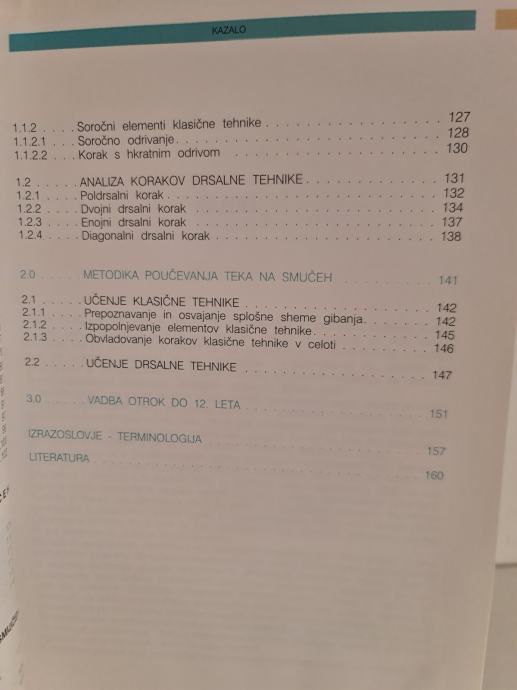 KAZALO
1.1.2 . . . . Soročni elementi klasične tehnike . . . . . . . . . . . . . . . . . . 127
1.1.2.1 . . . Soročno odrivanje . . . . . . . . . . . . . . . . . . . . . . . . . . . 128
1.1.2.2 . . . Korak s hkratnim odrivom . . . . . . . . . . . . . . . . . . . . . 130
1.2 . . . . . ANALIZA KORAKOV DRSALNE TEHNIKE . . . . . . . . . . . . . . 131
1.2.1 . . . . Poldrsalni korak . . . . . . . . . . . . . . . . . . . . . . . . . . . . 132
1.2.2 . . . . Dvojni drsalni korak . . . . . . . . . . . . . . . . . . . . . . . . . 134
1.2.3 . . . . Enojni drsalni korak . . . . . . . . . . . . . . . . . . . . . . . . . 137
1.2.4. . . . . Diagonalni drsalni korak . . . . . . . . . . . . . . . . . . . . . . 138
2.0 . . . . . METODIKA POUČEVANJA TEKA NA SMUČEH . . . . . . . . . . 141
2.1 . . . . . UČENJE KLASIČNE TEHNIKE . . . . . . . . . . . . . . . . . . . . 142
2.1.1 . . . . Prepoznavanje in osvajanje splošne sheme gibanja. . . . . . . . 142
2.1.2 . . . . Izpopolnjevanje elementov klasične tehnike. . . . . . . . . . . . 145
2.1.3 . . . . Obvladovanje korakov klasične tehnike v celoti . . . . . . . . . 146
2.2 . . . . . UČENJE DRSALNE TEHNIKE . . . . . . . . . . . . . . . . . . . . 147
3.0 . . . . . VADBA OTROK DO 12. LETA . . . . . . . . . . . . . . . . . . . . 151
IZRAZOSLOVJE - TERMINOLOGIJA . . . . . . . . . . . . . . . . . . . . . . 157
LITERATURA . . . . . . . . . . . . . . . . . . . . . . . . . . . . . . . . . . . 160